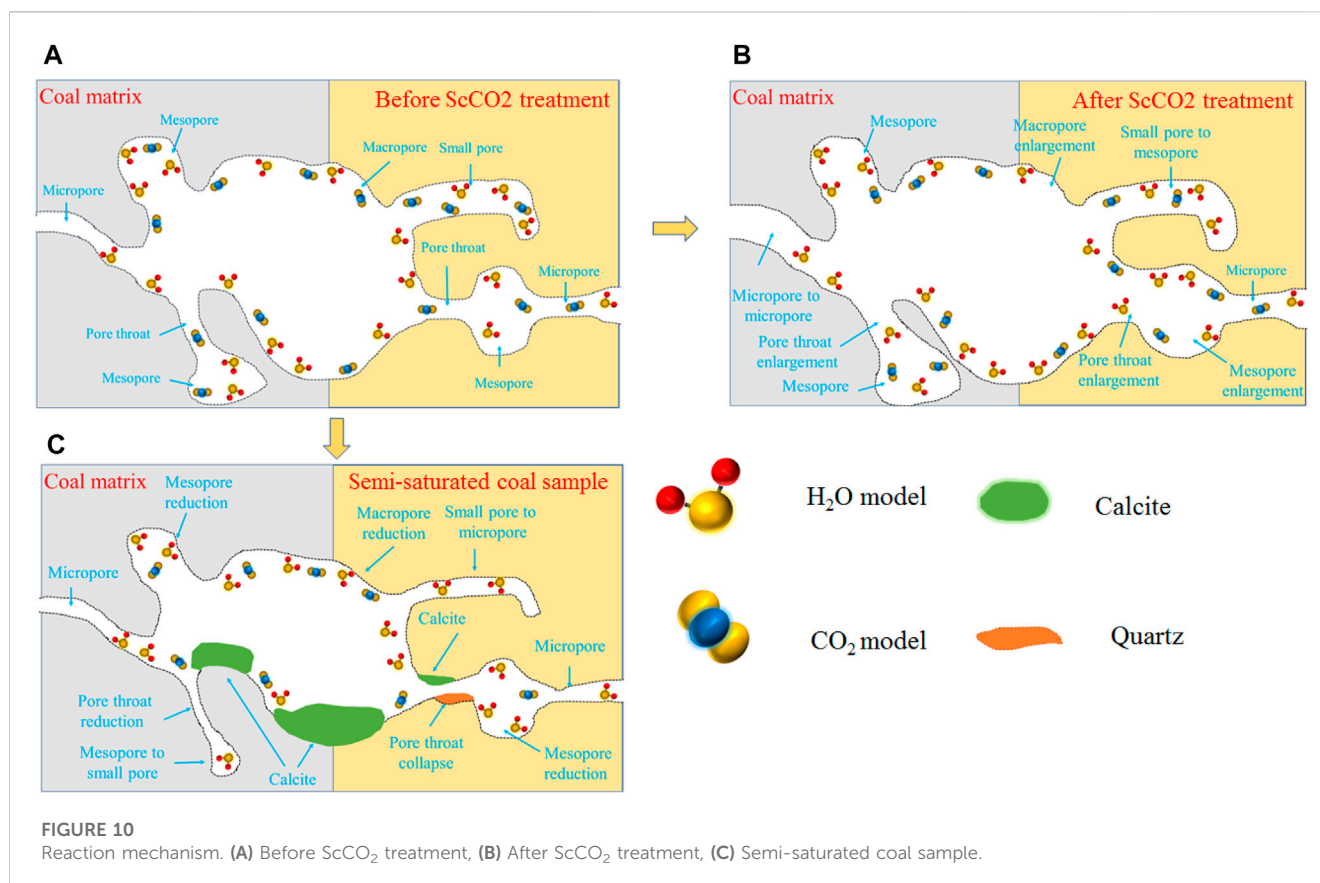 A
Coal matrix
Before ScCO2 treatment
Mesopore
Macropore
Small pore
Micropore
Pore throat
Micropore
Pore throat
Mesopore
Mesopore
B
Coal matrix
After ScCO2 treatment
Mesopore
Macropore
enlargement
Small pore to
mesopore
Micropore
Micropore to
micropore
Pore throat
enlargement
Mesopore
Pore throat
enlargement
Mesopore
enlargement
C
Coal matrix
Semi-saturated coal sample
Mesopore
reduction
Macropore
reduction
Small pore to
micropore
Micropore
Calcite
Micropore
Pore throat
reduction
Mesopore to
small pore
Calcite
Pore throat
collapse
Mesopore
reduction
H₂O model
Calcite
CO₂ model
Quartz
FIGURE 10
Reaction mechanism. (A) Before ScCO₂ treatment, (B) After ScCO₂ treatment, (C) Semi-saturated coal sample.